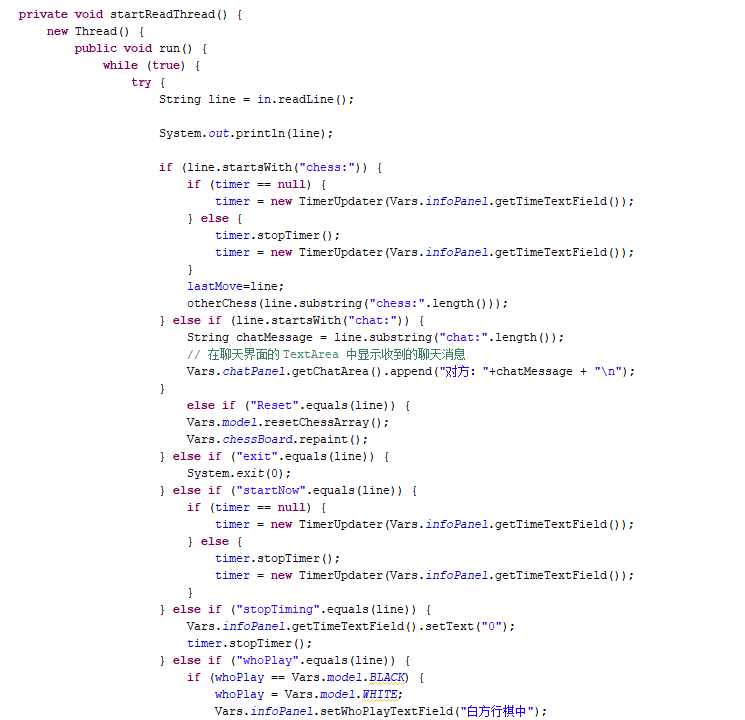 private void startReadThread() {
new Thread() {
public void run() {
while (true) {
try {
String line = in.readLine();
System.out.println(line);
if (line.startsWith("chess:")) {
if (timer == null) {
timer = new TimerUpdater(Vars.infoPanel.getTimeTextField());
} else {
timer.stopTimer();
timer = new TimerUpdater(Vars.infoPanel.getTimeTextField());
}
lastMove=line;
otherChess(line.substring("chess:".length()));
} else if (line.startsWith("chat:")) {
String chatMessage = line.substring("chat:".length());
// 在聊天界面的 TextArea 中显示收到的聊天消息
Vars.chatPanel.getChatArea().append("对方: "+chatMessage + "\n");
}
else if ("Reset".equals(line)) {
Vars.model.resetChessArray();
Vars.chessBoard.repaint();
} else if ("exit".equals(line)) {
System.exit(0);
} else if ("startNow".equals(line)) {
if (timer == null) {
timer = new TimerUpdater(Vars.infoPanel.getTimeTextField());
} else {
timer.stopTimer();
timer = new TimerUpdater(Vars.infoPanel.getTimeTextField());
}
} else if ("stopTiming".equals(line)) {
Vars.infoPanel.getTimeTextField().setText("0");
timer.stopTimer();
} else if ("whoPlay".equals(line)) {
if (whoPlay == Vars.model.BLACK) {
whoPlay = Vars.model.WHITE;
Vars.infoPanel.setWhoPlayTextField("白方行棋中");